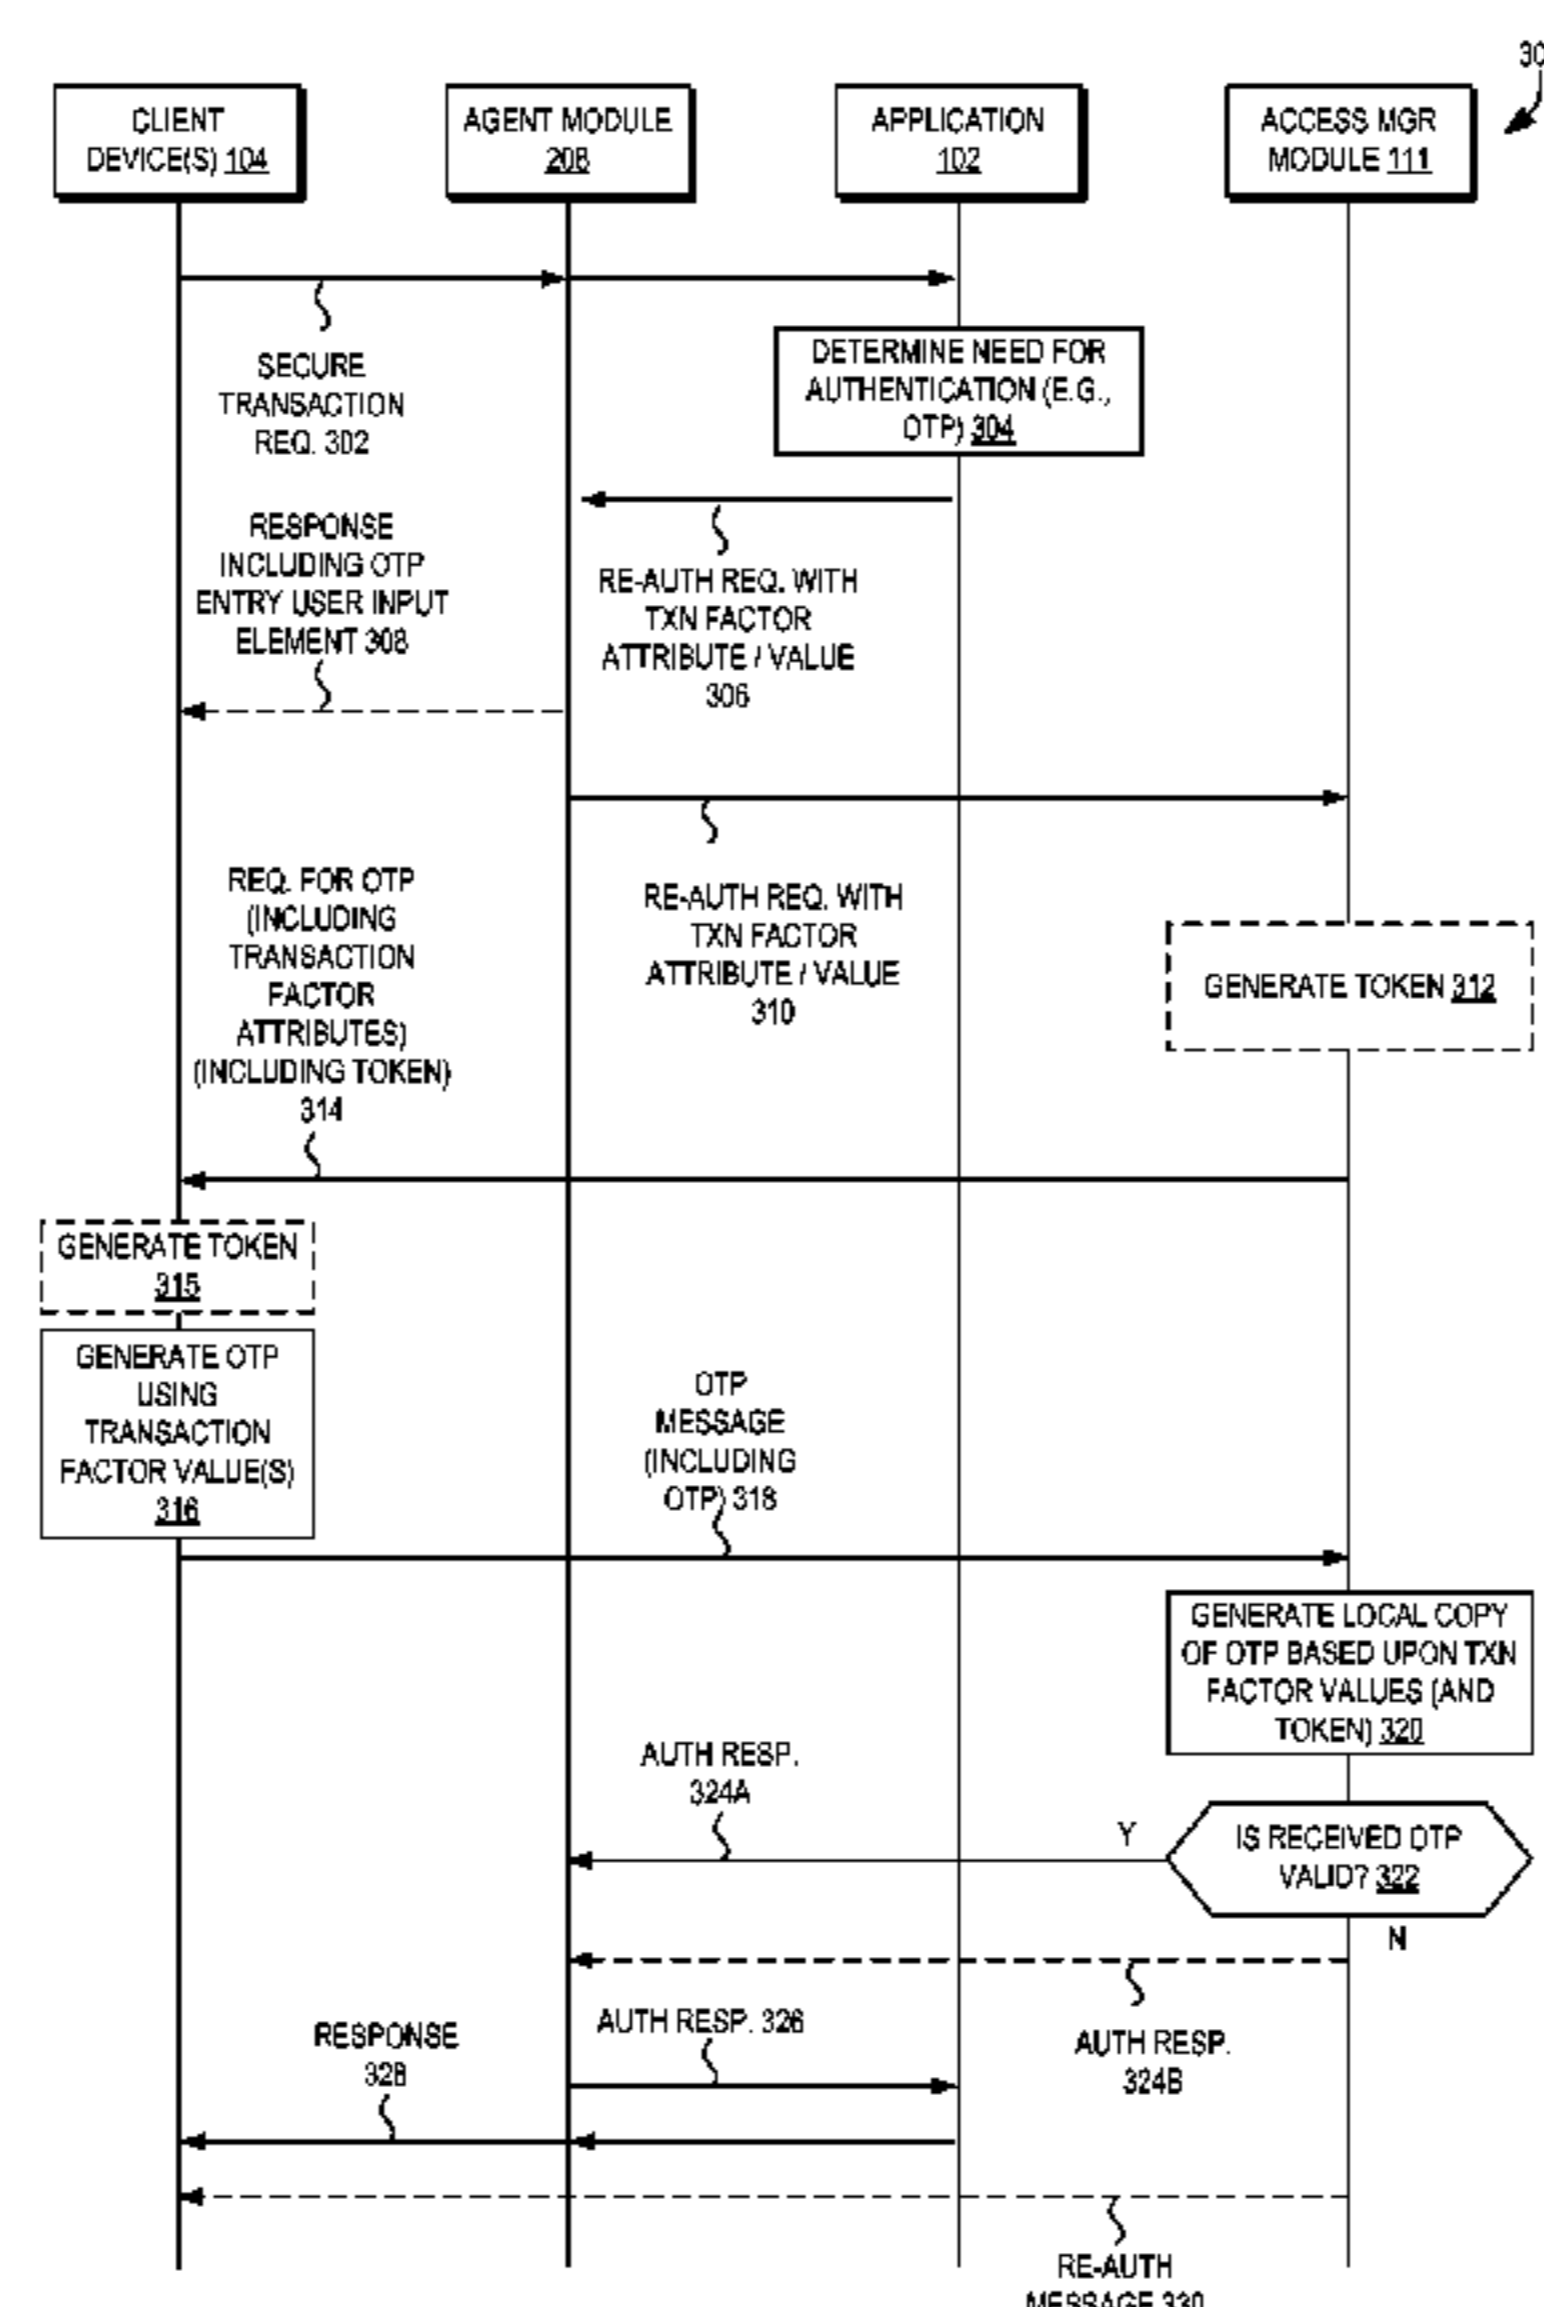 30
CLIENT
DEVICE(S) 104
AGENT MODULE
208
APPLICATION
102
ACCESS MGR
MODULE 111
SECURE
TRANSACTION
REQ. 302
DETERMINE NEED FOR
AUTHENTICATION (E.G.,
OTP) 304
RESPONSE
INCLUDING OTP
ENTRY USER INPUT
ELEMENT 308
RE-AUTH REQ. WITH
TXN FACTOR
ATTRIBUTE / VALUE
306
REQ. FOR OTP
(INCLUDING
TRANSACTION
FACTOR
ATTRIBUTES)
(INCLUDING TOKEN)
314
RE-AUTH REQ. WITH
TXN FACTOR
ATTRIBUTE / VALUE
310
GENERATE TOKEN 312
GENERATE TOKEN
315
GENERATE OTP
USING
TRANSACTION
FACTOR VALUE(S)
316
OTP
MESSAGE
(INCLUDING
OTP) 318
GENERATE LOCAL COPY
OF OTP BASED UPON TXN
FACTOR VALUES (AND
TOKEN) 320
AUTH RESP.
324A
Y
IS RECEIVED OTP
VALID? 322
N
AUTH RESP. 326
RESPONSE
328
AUTH RESP.
324B
RE-AUTH
MESSAGE 330